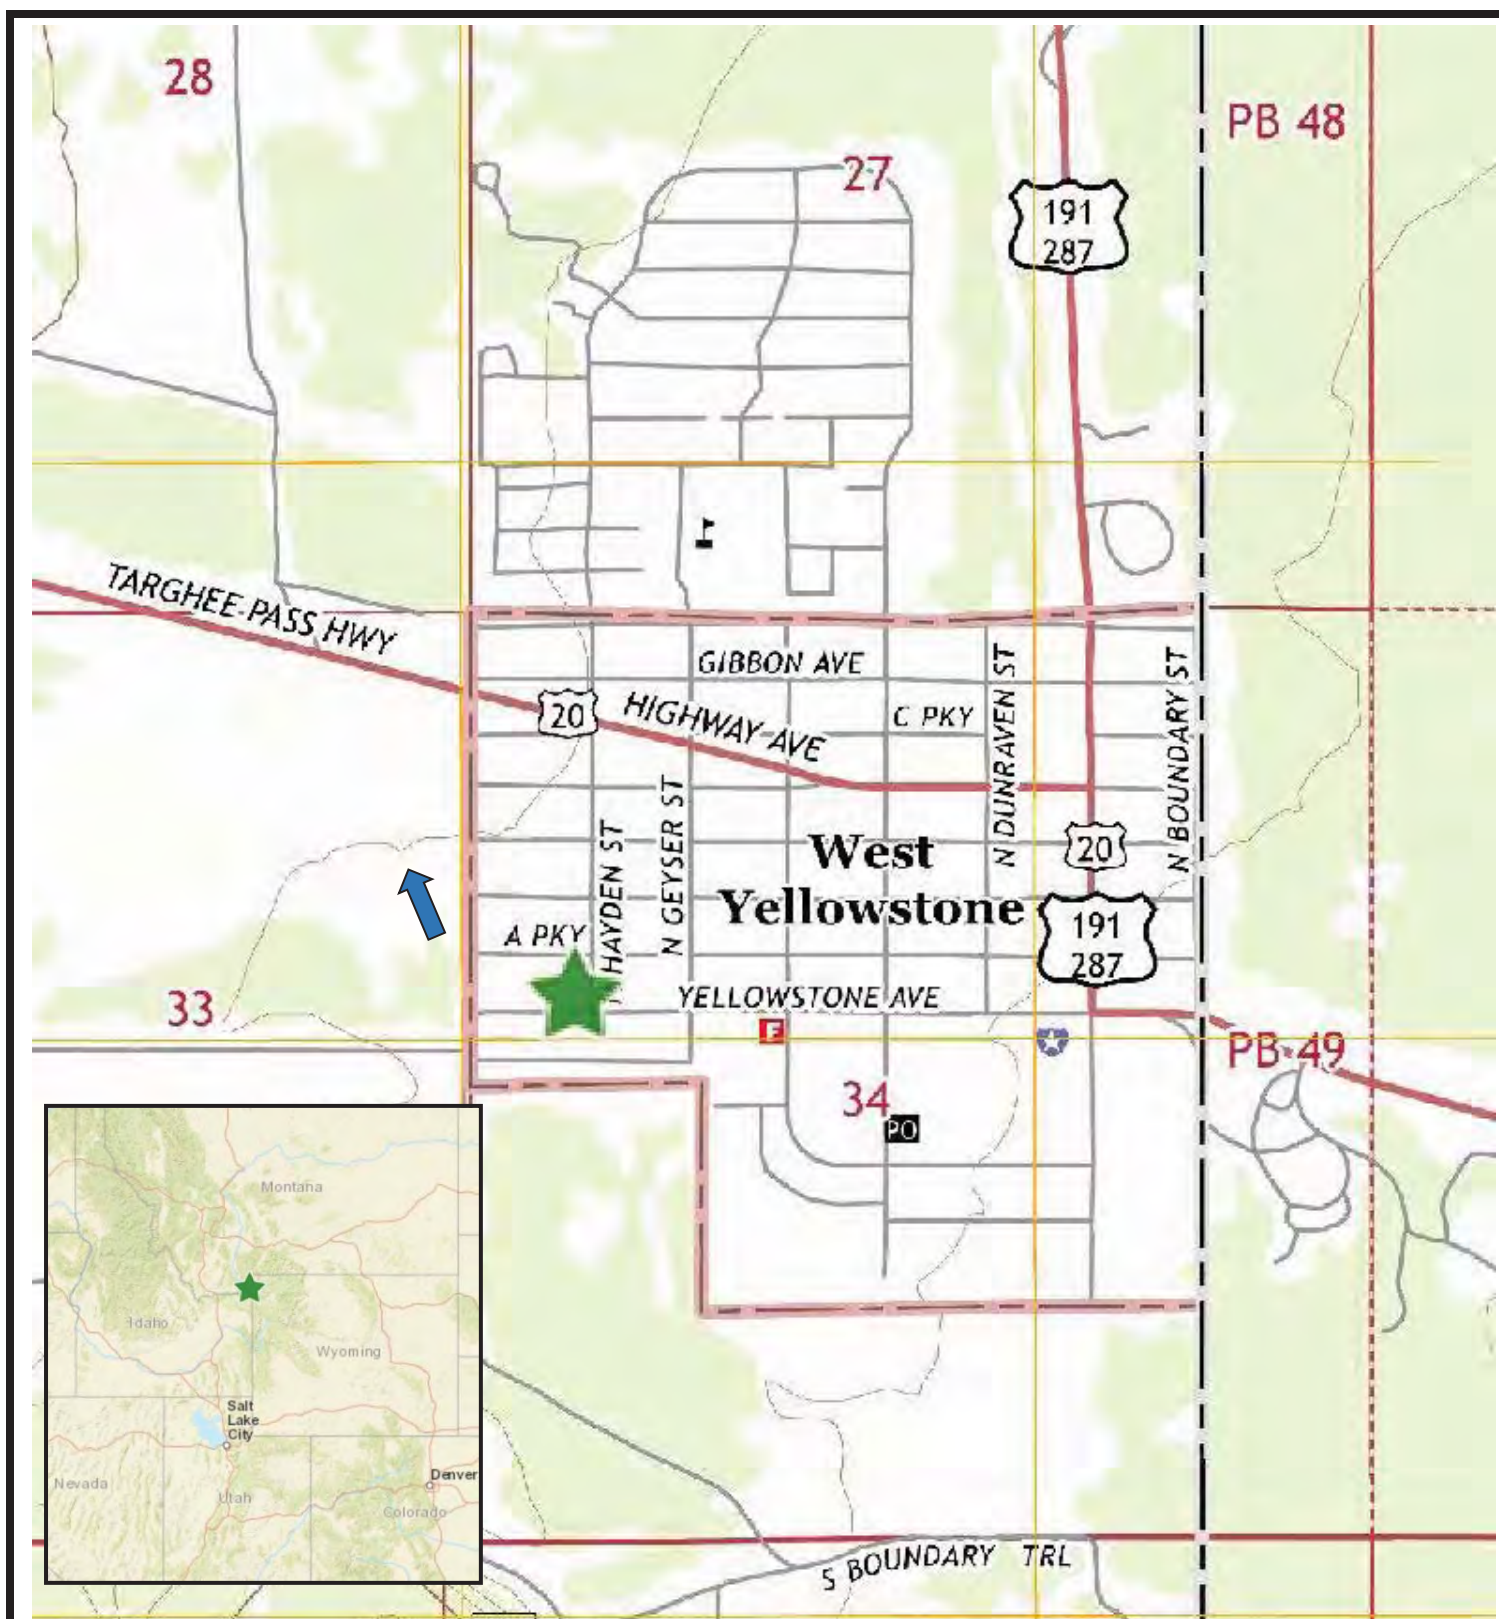 28
PB 48
27
191
287
TARGHEE PASS HWY
GIBBON AVE
20
HIGHWAY AVE
C PKY
N DUNRAVEN ST
N BOUNDARY ST
N GEYSER ST
HAYDEN ST
West
Yellowstone
20
191
287
A PKY
YELLOWSTONE AVE
33
F
PB 49
34
PO
Montana
Idaho
Wyoming
Salt
Lake
City
Nevada
Utah
Denver
Colorado
S BOUNDARY TRL